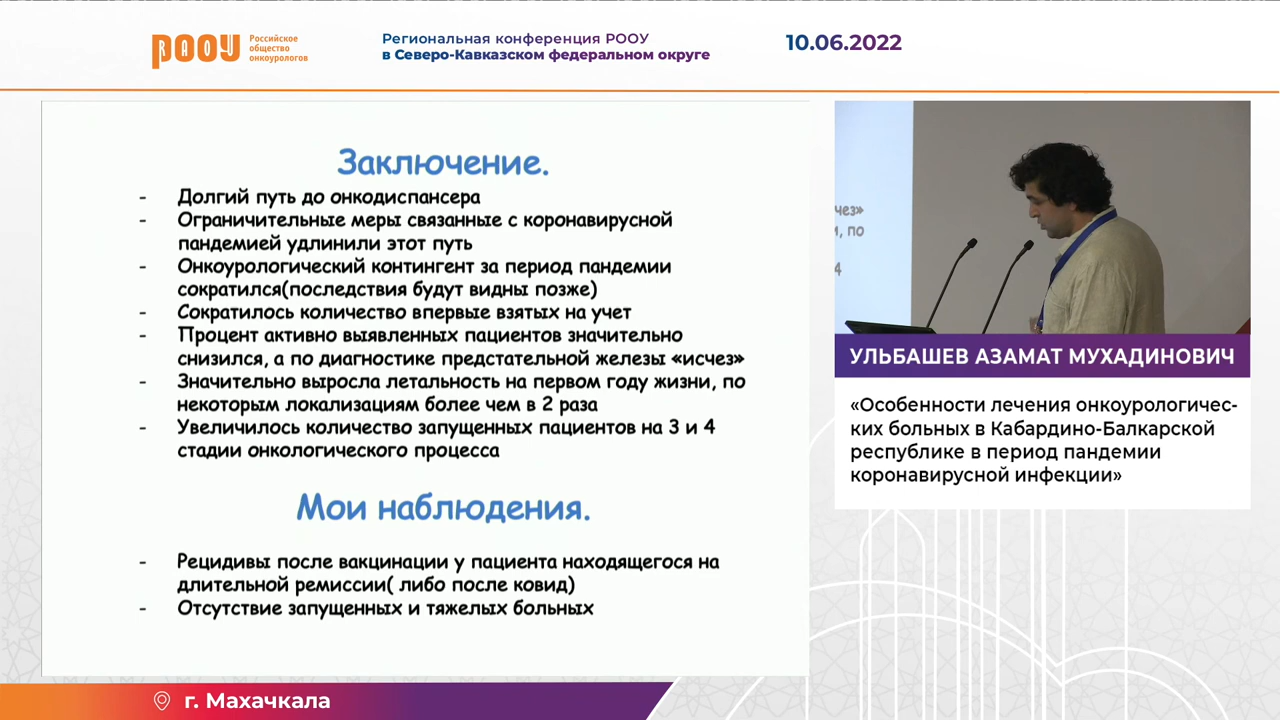 РООУ
Российское
общество
онкоурологов
Региональная конференция РООУ
в Северо-Кавказском федеральном округе
10.06.2022
Заключение.
- Долгий путь до онкодиспансера
- Ограничительные меры связанные с коронавирусной
пандемией удлинили этот путь
- Онкоурологический контингент за период пандемии
сократился(последствия будут видны позже)
- Сократилось количество впервые взятых на учет
- Процент активно выявленных пациентов значительно
снизился, а по диагностике предстательной железы «исчез»
- Значительно выросла летальность на первом году жизни, по
некоторым локализациям более чем в 2 раза
- Увеличилось количество запущенных пациентов на 3 и 4
стадии онкологического процесса
Мои наблюдения.
- Рецидивы после вакцинации у пациента находящегося на
длительной ремиссии( либо после ковид)
- Отсутствие запущенных и тяжелых больных
чез»
, по
4
УЛЬБАШЕВ АЗАМАТ МУХАДИНОВИЧ
«Особенности лечения онкоурологичес-
ких больных в Кабардино-Балкарской
республике в период пандемии
коронавирусной инфекции»
г. Махачкала